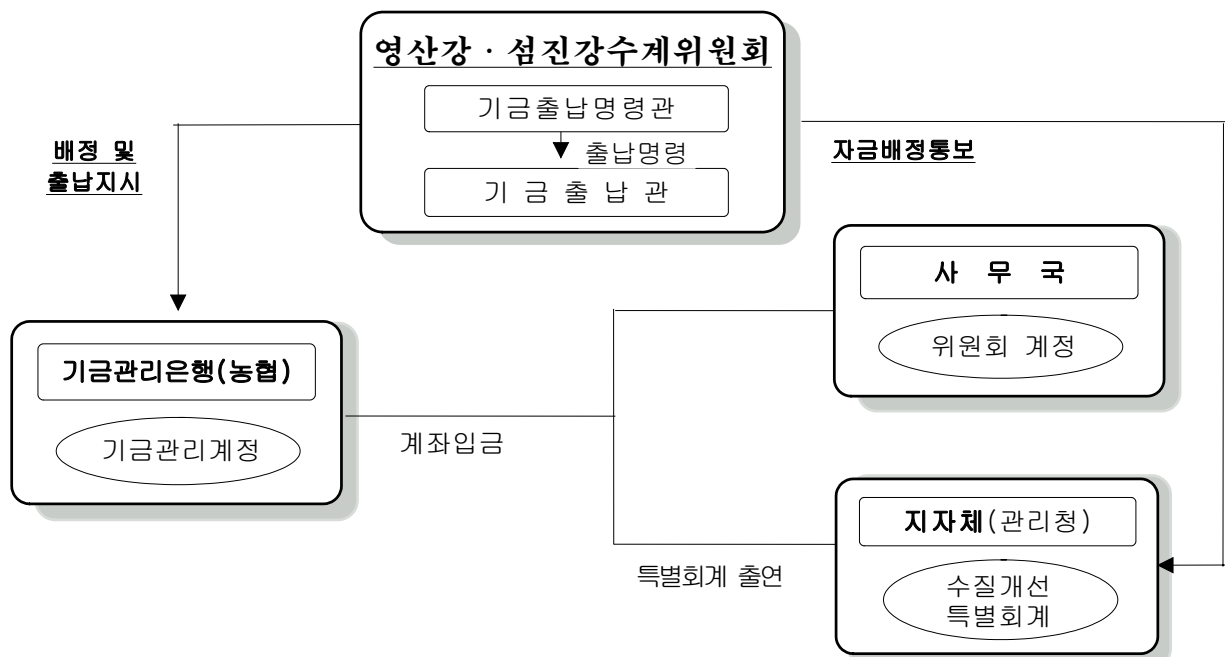 영산강 · 섬진강수계위원회
기금출납명령관
출납명령
기 금 출 납 관
배정 및
출납지시
자금배정통보
사 무 국
위원회 계정
기금관리은행(농협)
기금관리계정
계좌입금
지자체(관리청)
수질개선
특별회계
특별회계 출연